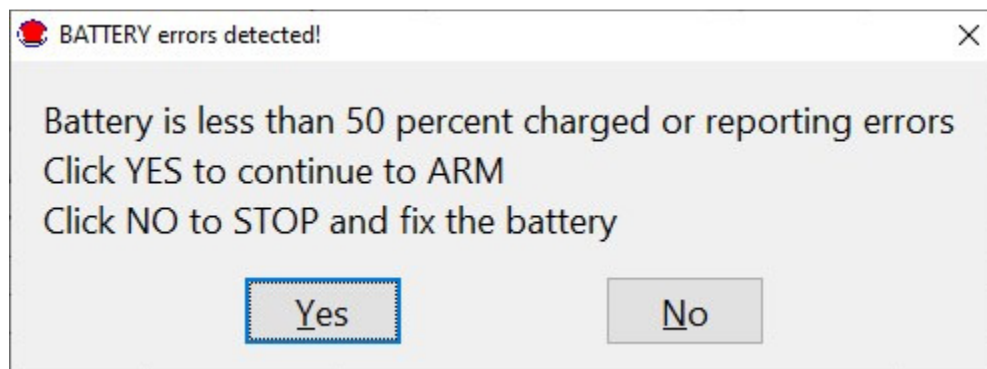 BATTERY errors detected!
Battery is less than 50 percent charged or reporting errors
Click YES to continue to ARM
Click NO to STOP and fix the battery
Yes
No